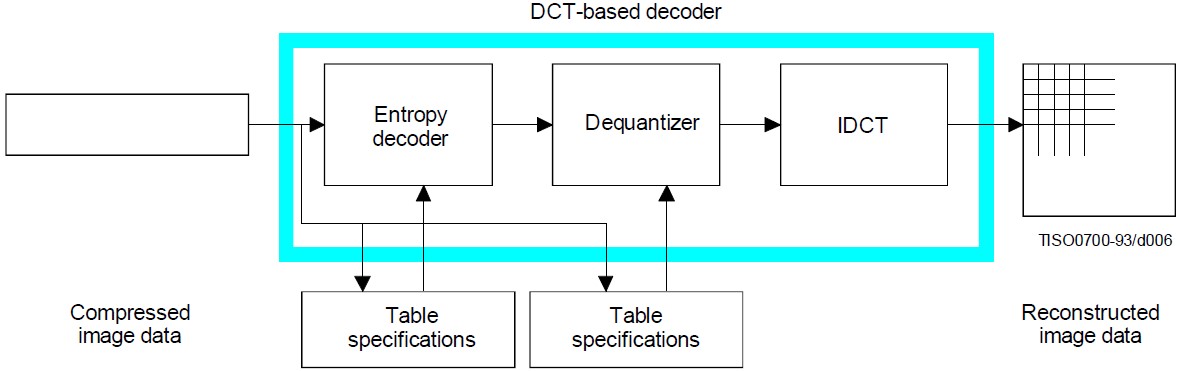 DCT-based decoder
Entropy
decoder
Dequantizer
IDCT
TISO0700-93/d006
Compressed
image data
Table
specifications
Table
specifications
Reconstructed
image data